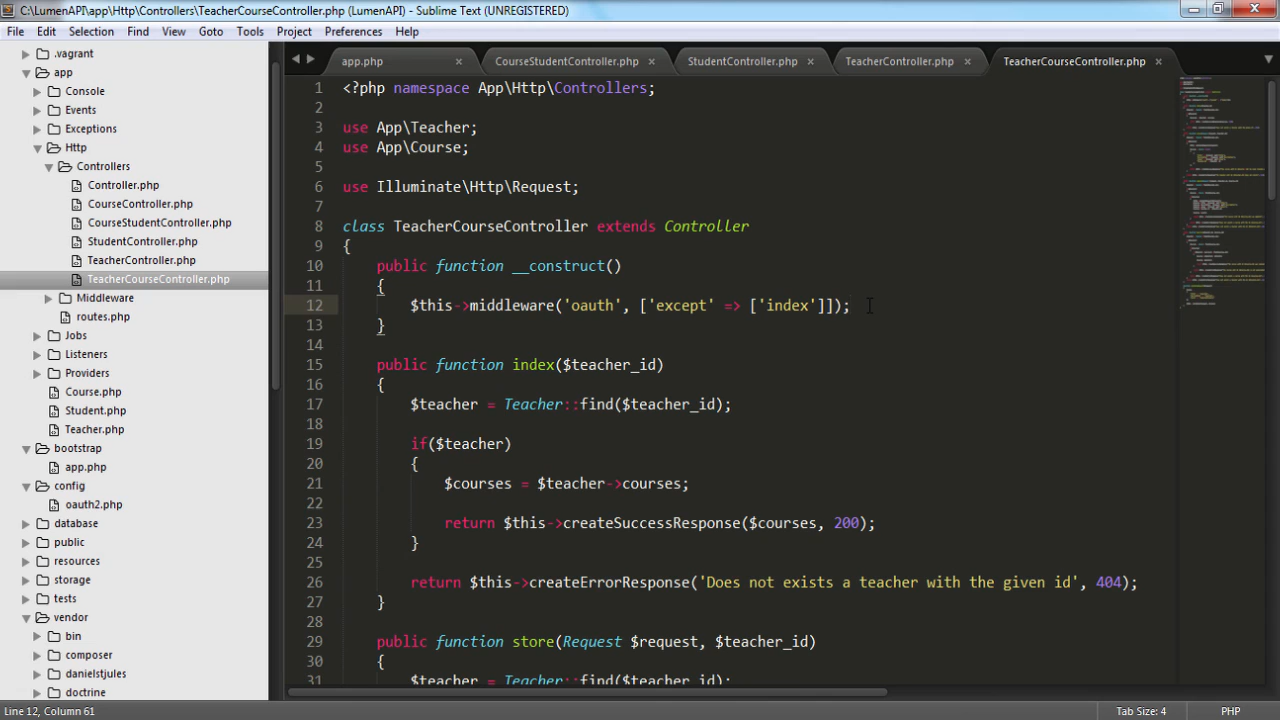 C:\LumenAPI\app\Http\Controllers\TeacherCourseController.php (LumenAPI) - Sublime Text (UNREGISTERED)
File Edit Selection Find View Goto Tools Project Preferences Help
.vagrant
app
Console
Events
Exceptions
Http
Controllers
Controller.php
CourseController.php
CourseStudentController.php
StudentController.php
TeacherController.php
TeacherCourseController.php
Middleware
routes.php
Jobs
Listeners
Providers
Course.php
Student.php
Teacher.php
bootstrap
app.php
config
oauth2.php
database
public
resources
storage
tests
vendor
bin
composer
danielstjules
doctrine
app.php × CourseStudentController.php × StudentController.php × TeacherController.php × TeacherCourseController.php ×
1 <?php namespace App\Http\Controllers;
2
3 use App\Teacher;
4 use App\Course;
5
6 use Illuminate\Http\Request;
7
8 class TeacherCourseController extends Controller
9 {
10 public function __construct()
11 {
12 $this->middleware('oauth', ['except' => ['index']]);
13 }
14
15 public function index($teacher_id)
16 {
17 $teacher = Teacher::find($teacher_id);
18
19 if($teacher)
20 {
21 $courses = $teacher->courses;
22
23 return $this->createSuccessResponse($courses, 200);
24 }
25
26 return $this->createErrorResponse('Does not exists a teacher with the given id', 404);
27 }
28
29 public function store(Request $request, $teacher_id)
30 {
31 $teacher = Teacher::find($teacher_id);
Line 12, Column 61
Tab Size: 4
PHP